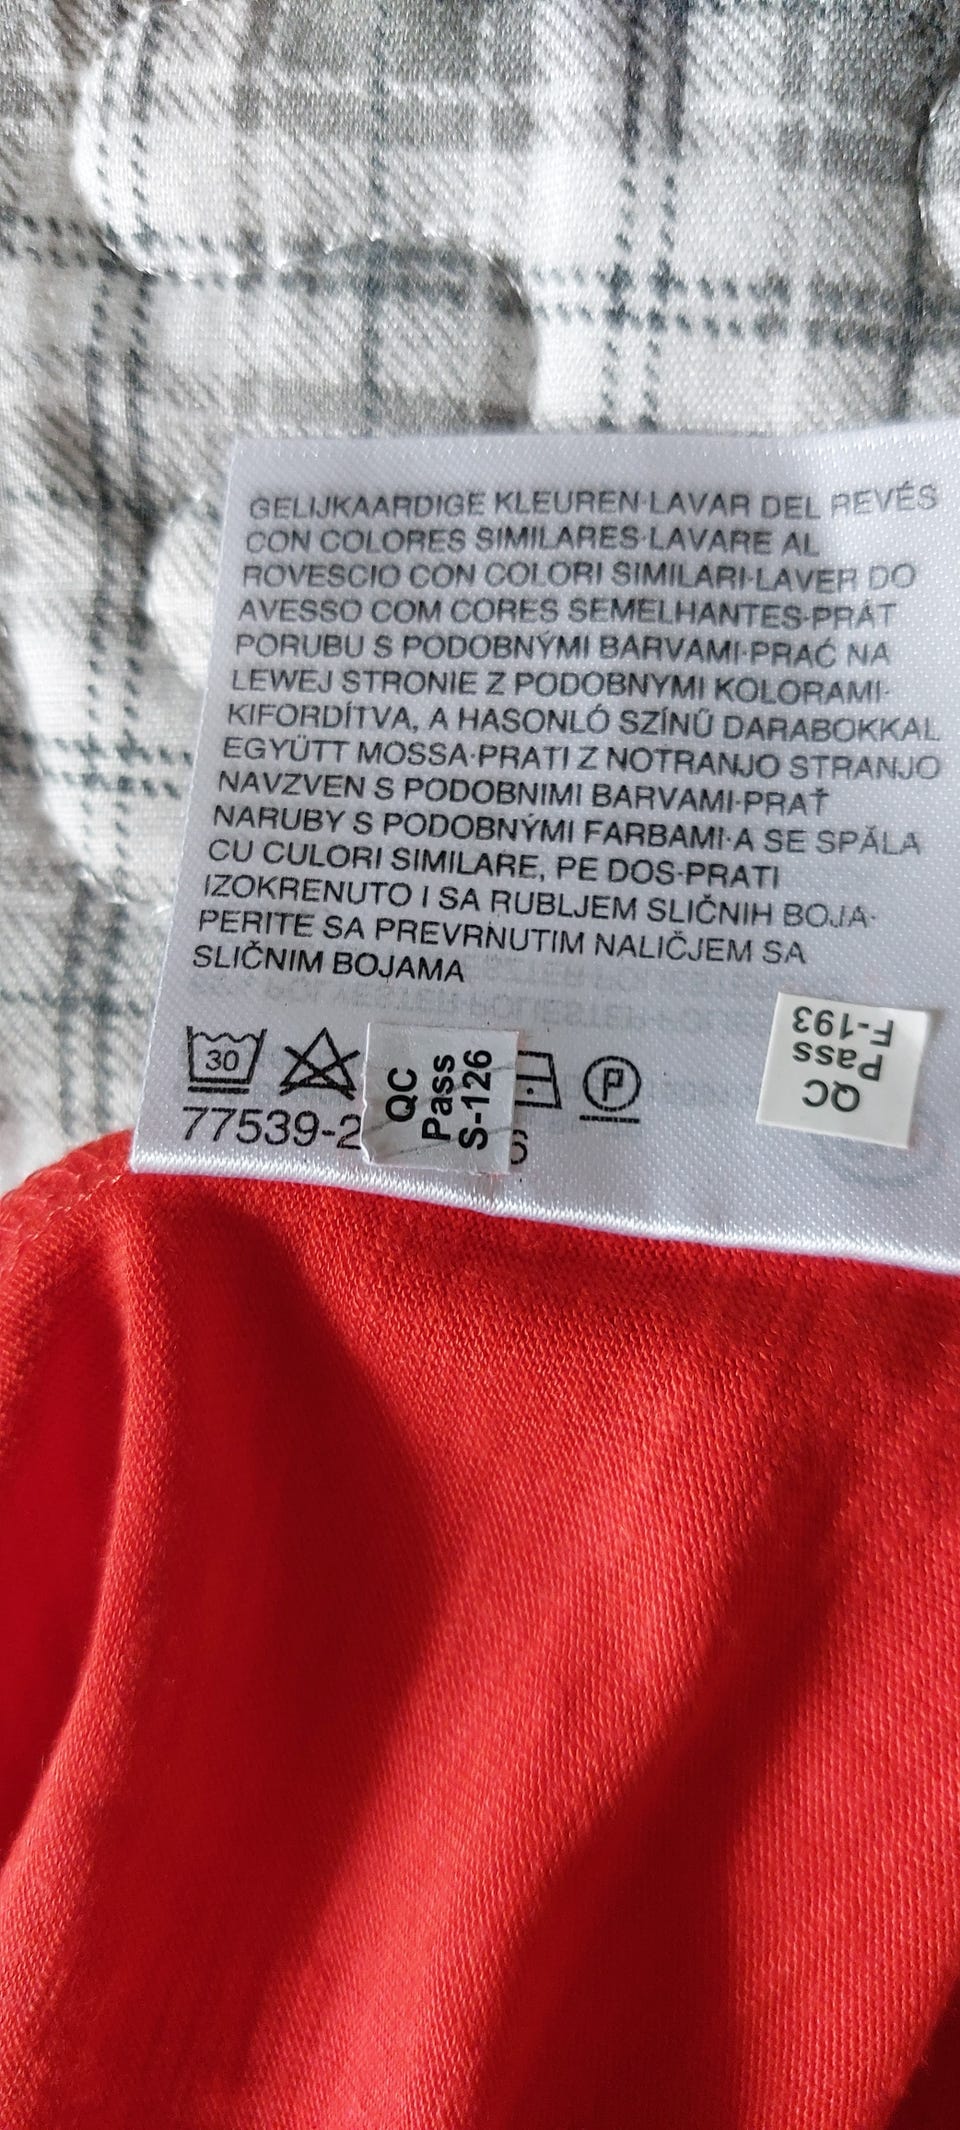 GELIJKAARDIGE KLEUREN·LAVAR DEL REVÉS
CON COLORES SIMILARES·LAVARE AL
ROVESCIO CON COLORI SIMILARI·LAVER DO
AVESSO COM CORES SEMELHANTES·PRÁT
PORUBU S PODOBNÝMI BARVAMI·PRAĆ NA
LEWEJ STRONIE Z PODOBNYMI KOLORAMI·
KIFORDÍTVA, A HASONLÓ SZÍNŰ DARABOKKAL
EGYÜTT MOSSA·PRATI Z NOTRANJO STRANJO
NAVZVEN S PODOBNIMI BARVAMI·PRAŤ
NARUBY S PODOBNÝMI FARBAMI·A SE SPĂLA
CU CULORI SIMILARE, PE DOS·PRATI
IZOKRENUTO I SA RUBLJEM SLIČNIH BOJA·
PERITE SA PREVRNUTIM NALIČJEM SA
SLIČNIM BOJAMA
30
P
77539-2
6
QC
Pass
S-126
QC
Pass
F-193